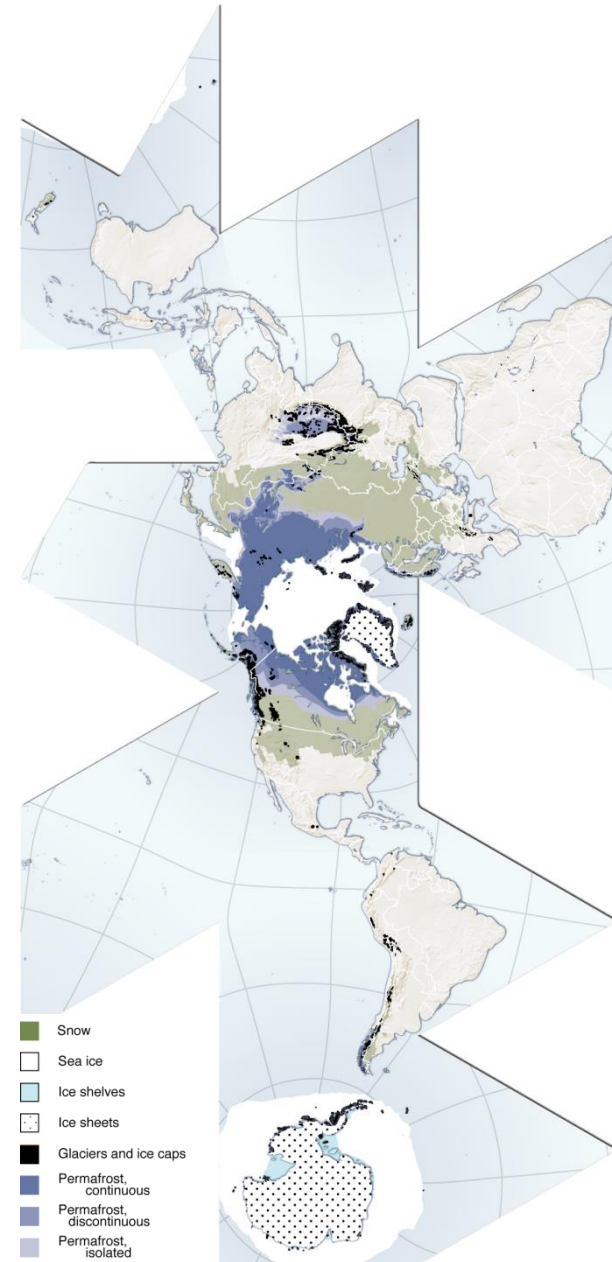 Snow
Sea ice
Ice shelves
Ice sheets
Glaciers and ice caps
Permafrost,
continuous
Permafrost,
discontinuous
Permafrost,
isolated